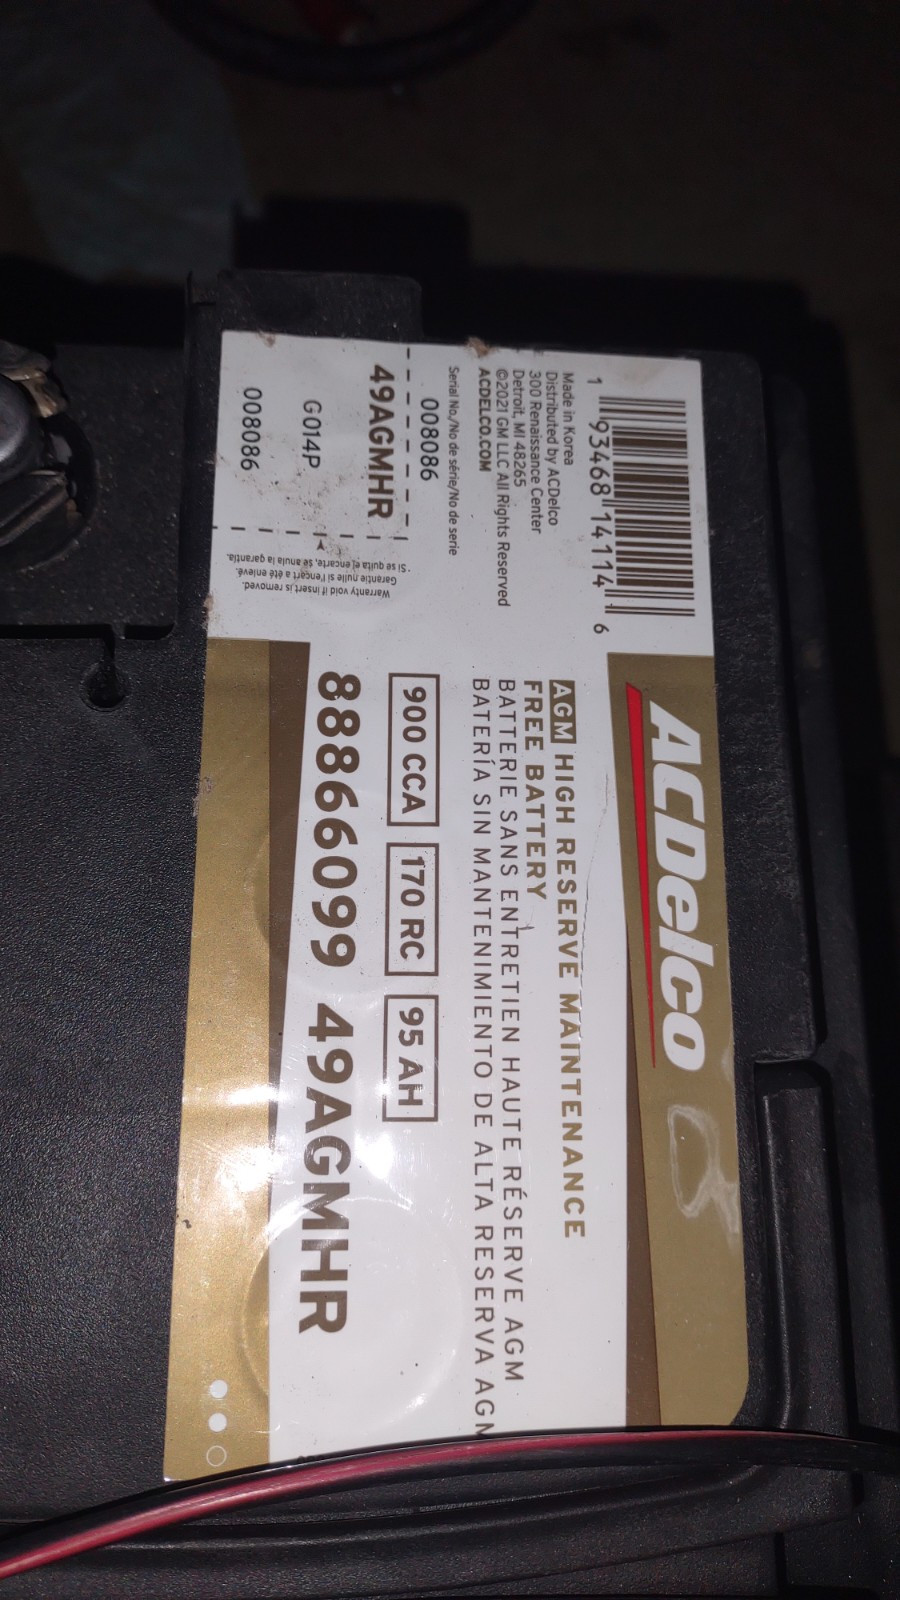 1 93468 14114 6
Made in Korea
Distributed by ACDelco
300 Renaissance Center
Detroit, MI 48265
©2021 GM LLC All Rights Reserved
ACDELCO.COM
Serial No./No de série/No de serie
008086
49AGMHR
G014P
008086
Warranty void if insert is removed.
Garantie nulle si l'encart a été enlevé.
Si se quita el encarte, se anula la garantía.
ACDelco
AGM HIGH RESERVE MAINTENANCE
FREE BATTERY
BATTERIE SANS ENTRETIEN HAUTE RÉSERVE AGM
BATERÍA SIN MANTENIMIENTO DE ALTA RESERVA AGM
900 CCA 170 RC 95 AH
88866099 49AGMHR